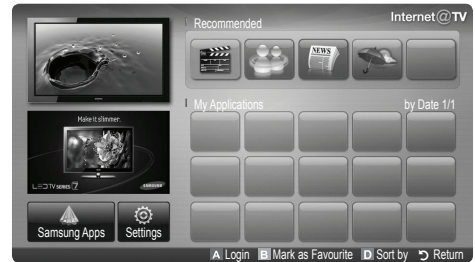 Internet@TV
Recommended
NEWS
My Applications by Date 1/1
Make it slimmer.
LED TV SERIES 7 SAMSUNG
Samsung Apps Settings
A Login B Mark as Favourite D Sort by Return